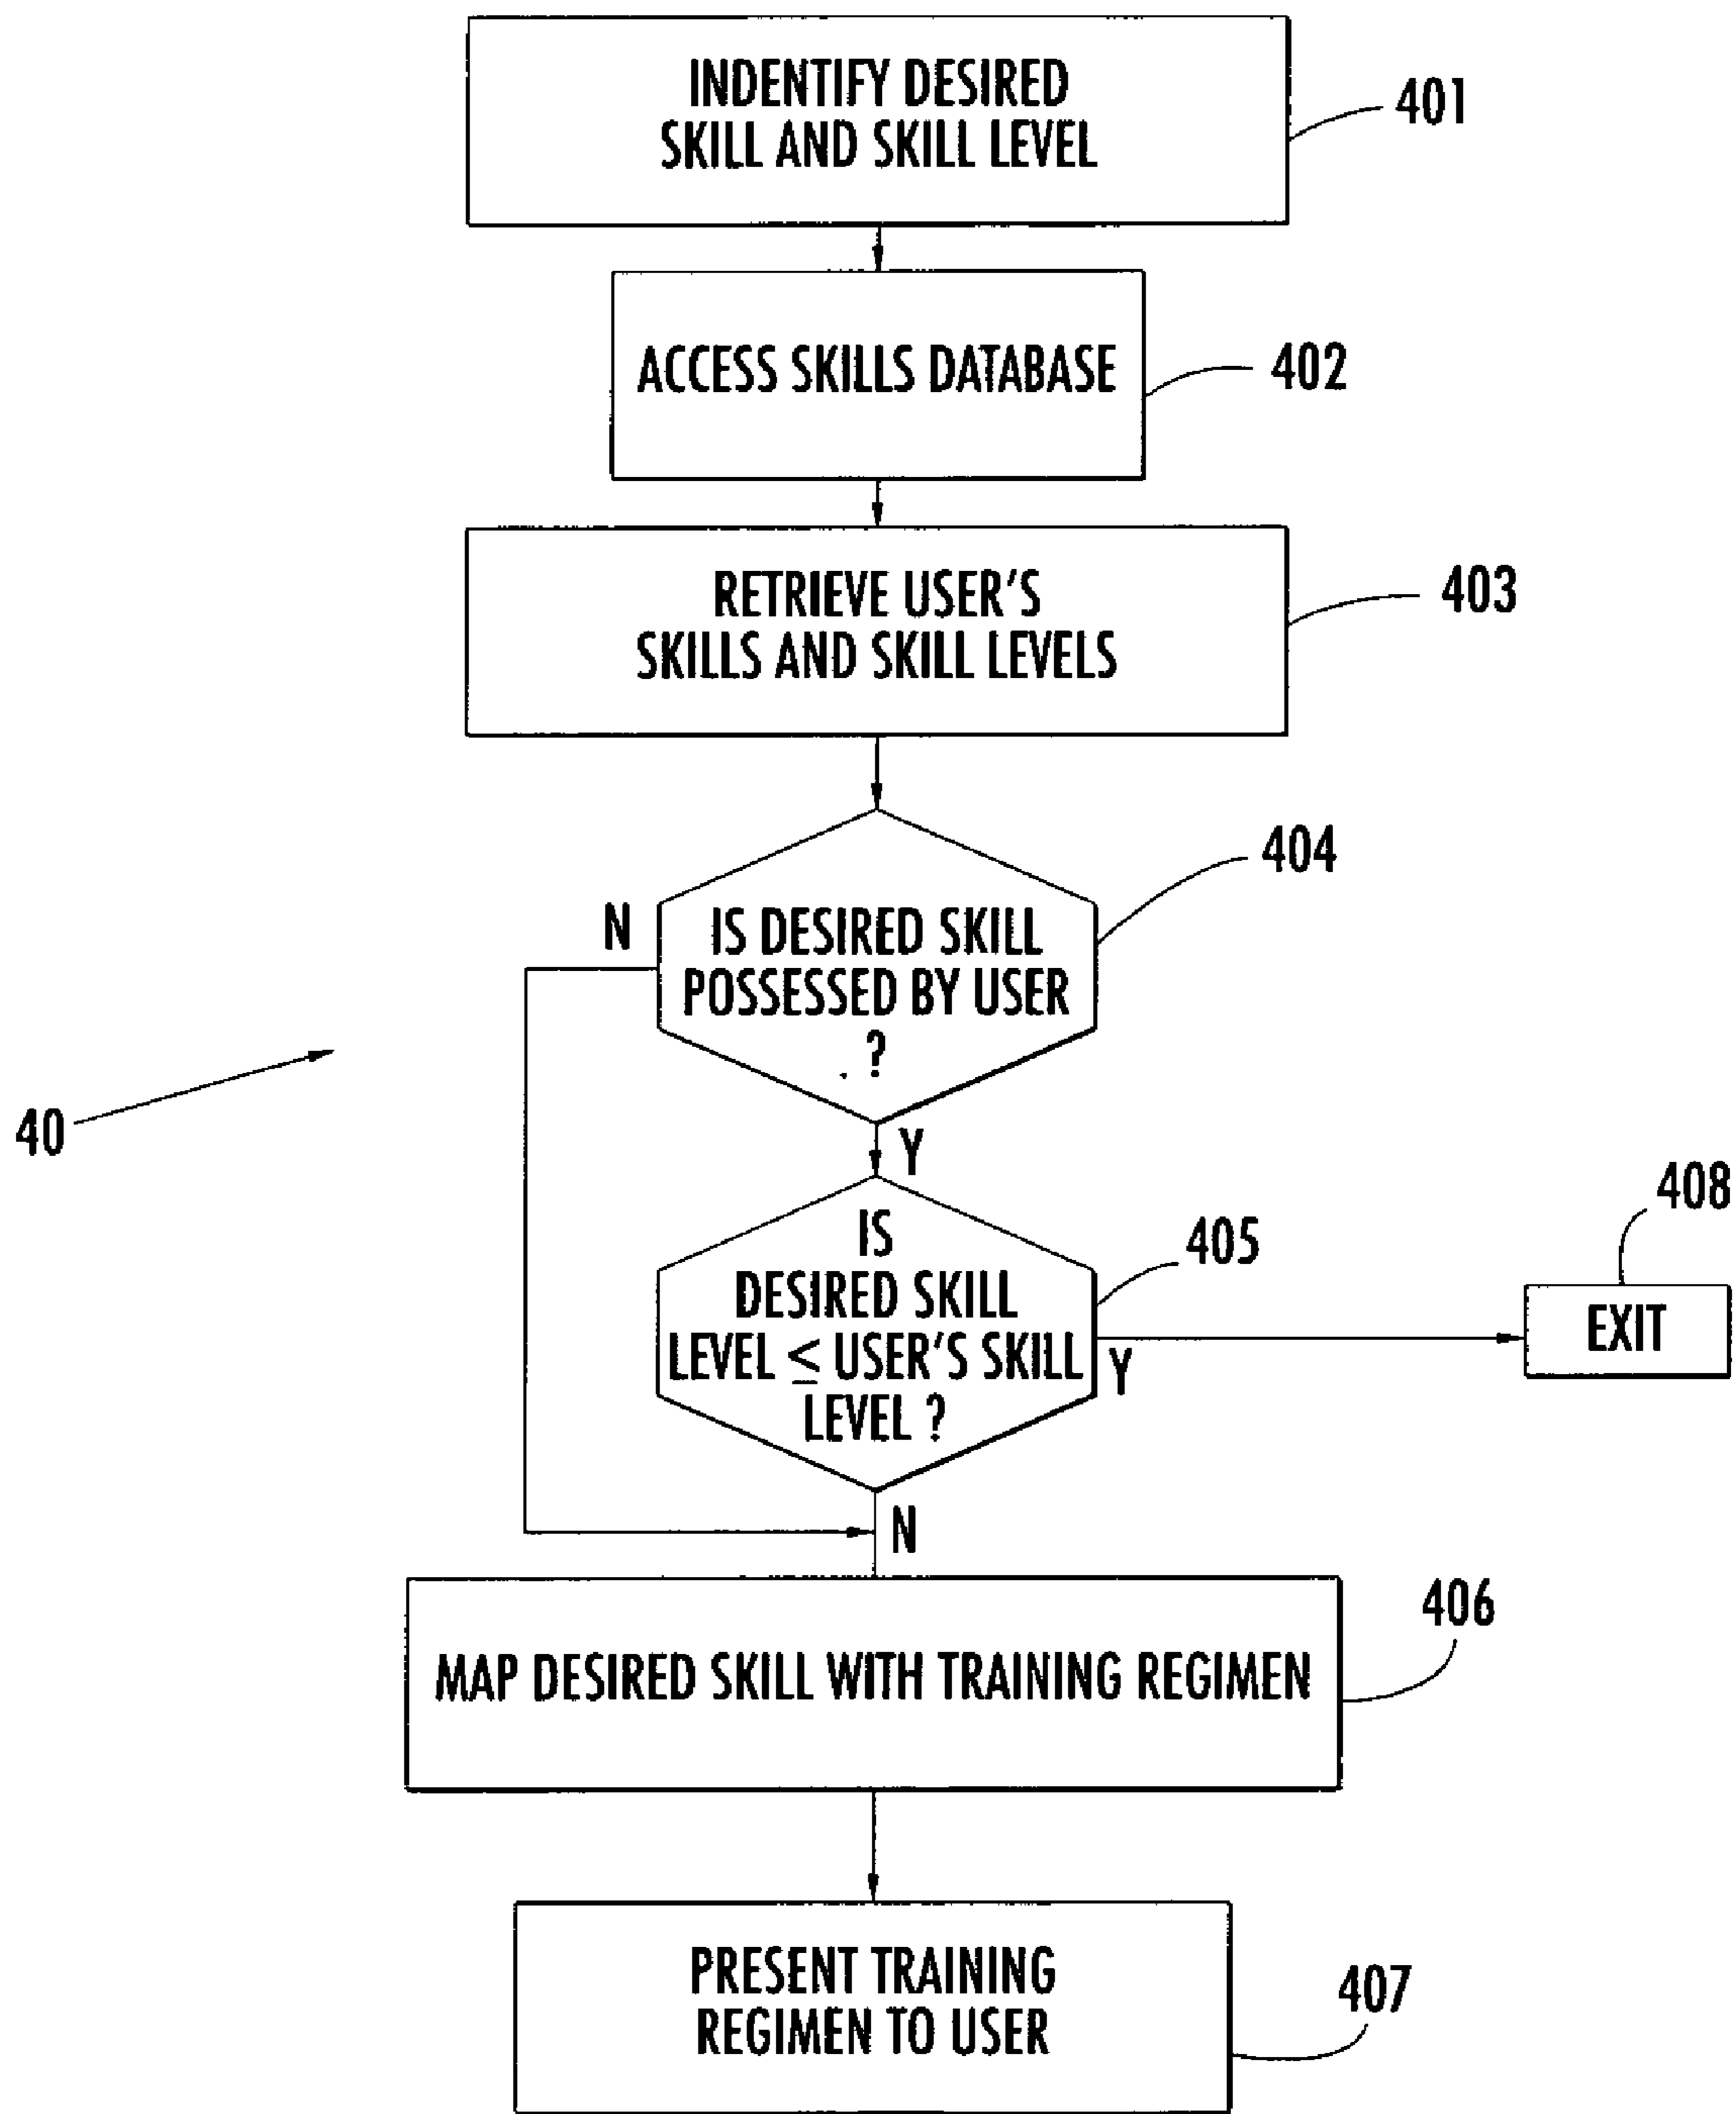 INDENTIFY DESIRED
SKILL AND SKILL LEVEL
401
ACCESS SKILLS DATABASE
402
RETRIEVE USER'S
SKILLS AND SKILL LEVELS
403
404
N
IS DESIRED SKILL
POSSESSED BY USER
?
40
Y
IS
DESIRED SKILL
LEVEL ≤ USER'S SKILL
LEVEL ?
405
Y
408
EXIT
N
406
MAP DESIRED SKILL WITH TRAINING REGIMEN
PRESENT TRAINING
REGIMEN TO USER
407